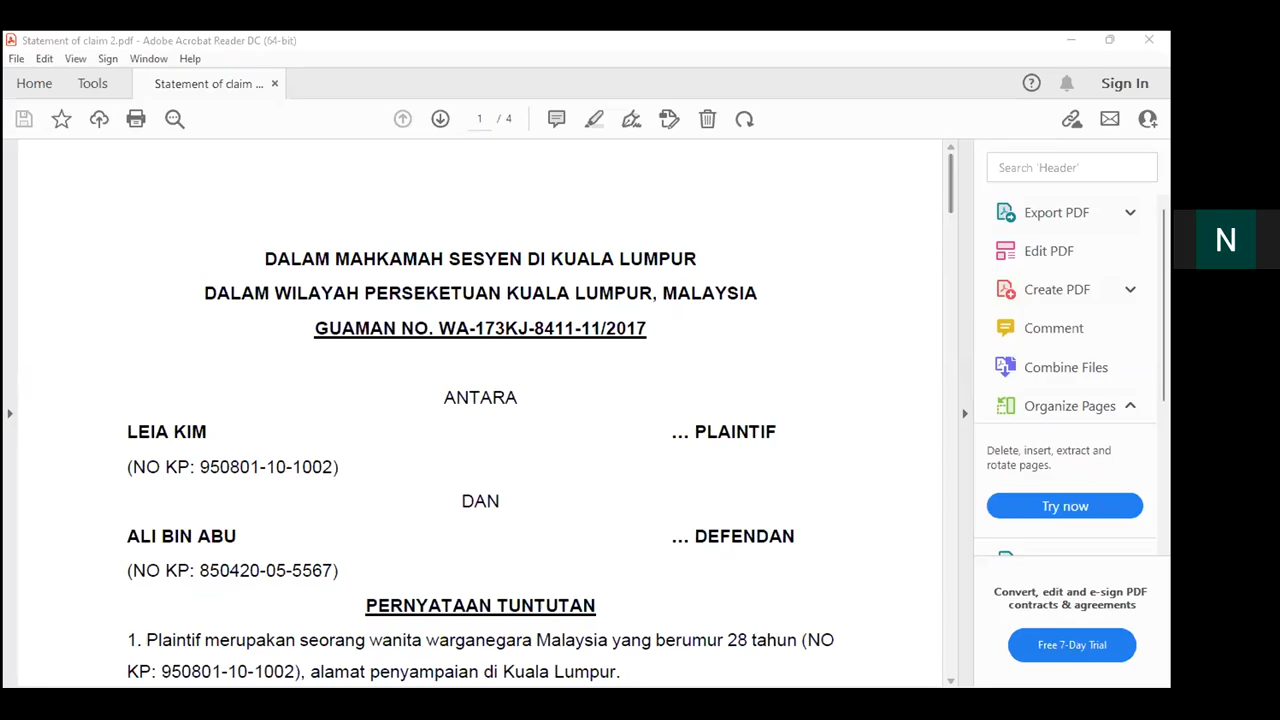 Statement of claim 2.pdf - Adobe Acrobat Reader DC (64-bit)
File Edit View Sign Window Help
Home Tools Statement of claim ... × Sign In
1 / 4
Search 'Header'
Export PDF
Edit PDF
Create PDF
Comment
Combine Files
Organize Pages
Delete, insert, extract and
rotate pages.
Try now
Convert, edit and e-sign PDF
contracts & agreements
Free 7-Day Trial
DALAM MAHKAMAH SESYEN DI KUALA LUMPUR
DALAM WILAYAH PERSEKETUAN KUALA LUMPUR, MALAYSIA
GUAMAN NO. WA-173KJ-8411-11/2017
ANTARA
LEIA KIM ... PLAINTIF
(NO KP: 950801-10-1002)
DAN
ALI BIN ABU ... DEFENDAN
(NO KP: 850420-05-5567)
PERNYATAAN TUNTUTAN
1. Plaintif merupakan seorang wanita warganegara Malaysia yang berumur 28 tahun (NO
KP: 950801-10-1002), alamat penyampaian di Kuala Lumpur.
N